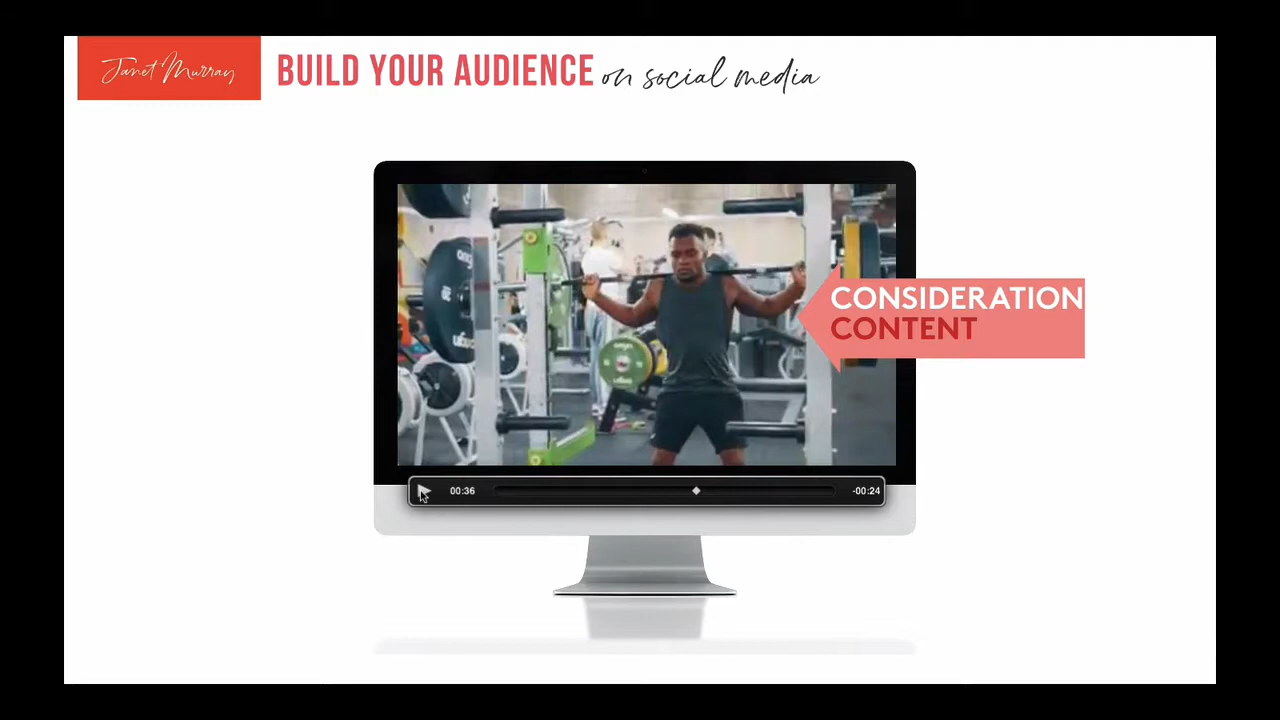 Janet Murray
BUILD YOUR AUDIENCE on social media
CONSIDERATION
CONTENT
00:36
-00:24